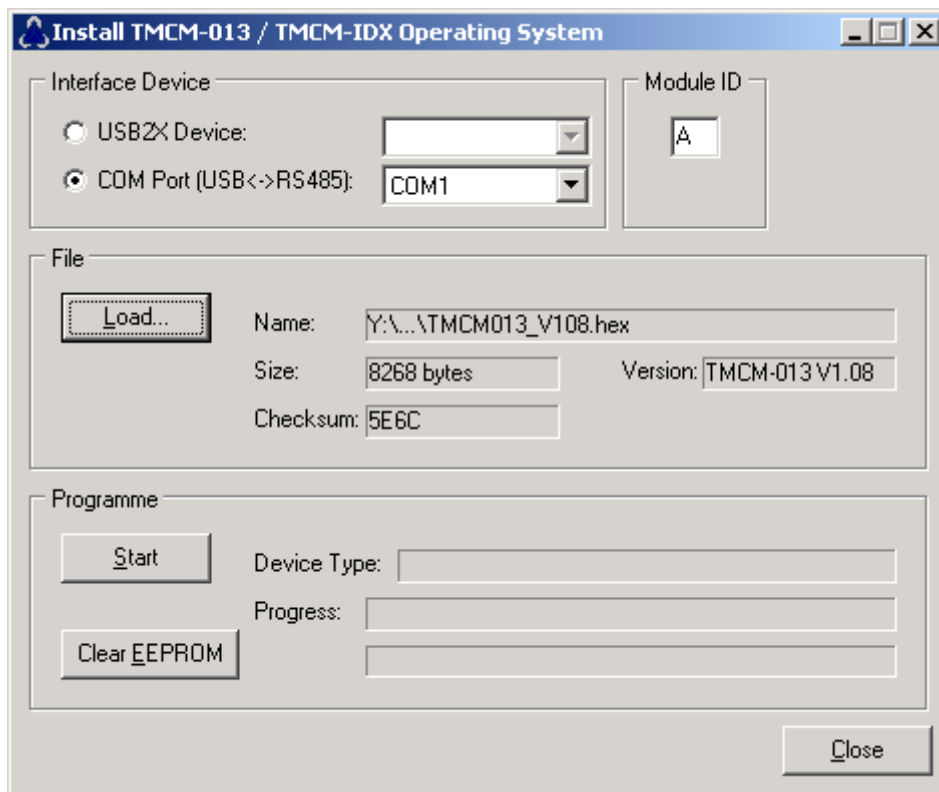 Install TMCM-013 / TMCM-IDX Operating System
Interface Device
Module ID
USB2X Device:
A
COM Port (USB<->RS485): COM1
File
Load...
Name: Y:\...\TMCM013_V108.hex
Size: 8268 bytes Version: TMCM-013 V1.08
Checksum: 5E6C
Programme
Start
Device Type:
Progress:
Clear EEPROM
Close